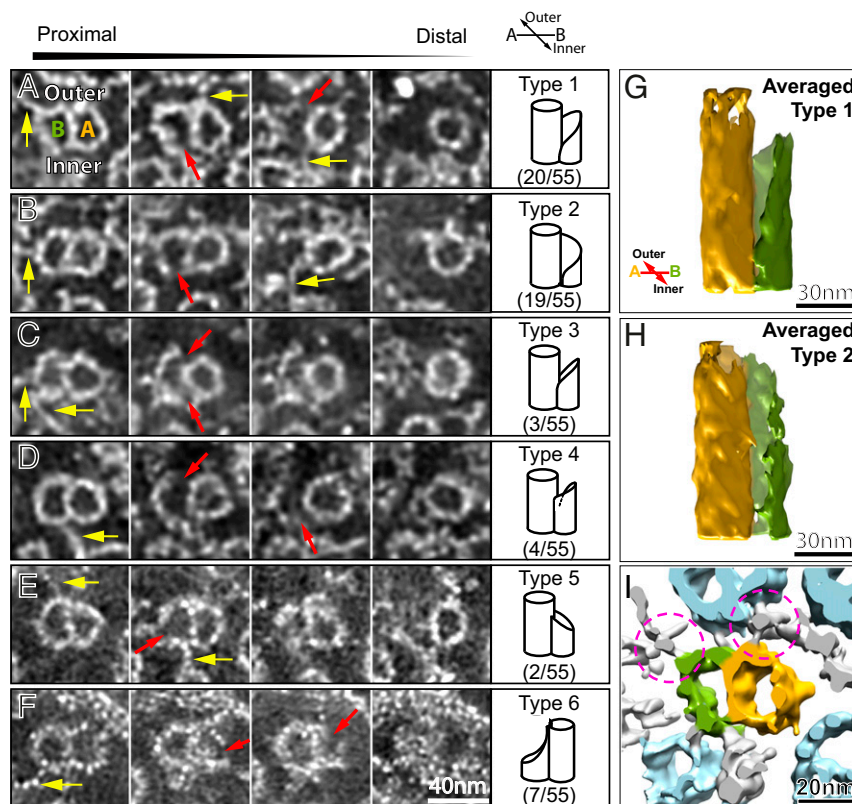 Proximal
Distal
Outer
A B
Inner
A
Outer
B A
Inner
Type 1
(20/55)
B
Type 2
(19/55)
C
Type 3
(3/55)
D
Type 4
(4/55)
E
Type 5
(2/55)
F
40nm
Type 6
(7/55)
G
Averaged
Type 1
Outer
A B
Inner
30nm
H
Averaged
Type 2
30nm
I
20nm